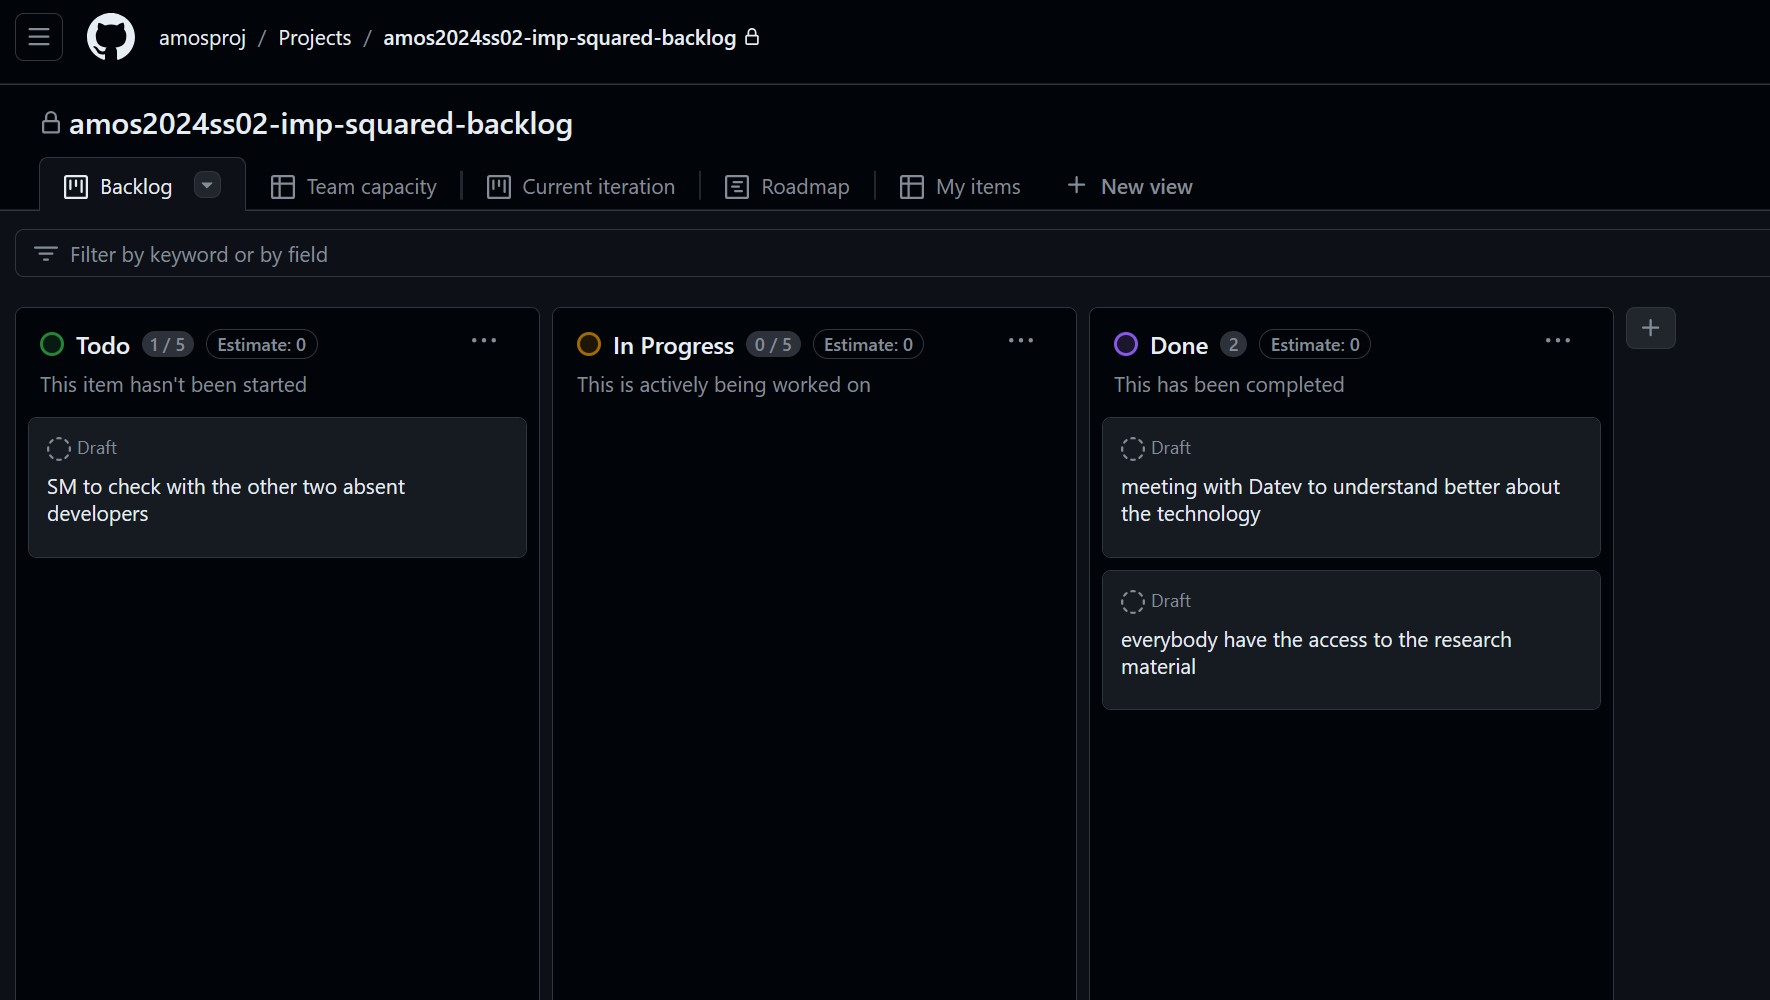 amosproj / Projects / amos2024ss02-imp-squared-backlog
amos2024ss02-imp-squared-backlog
Backlog Team capacity Current iteration Roadmap My items + New view
Filter by keyword or by field
Todo 1 / 5 Estimate: 0
This item hasn't been started
Draft
SM to check with the other two absent
developers
In Progress 0 / 5 Estimate: 0
This is actively being worked on
Done 2 Estimate: 0
This has been completed
Draft
meeting with Datev to understand better about
the technology
Draft
everybody have the access to the research
material